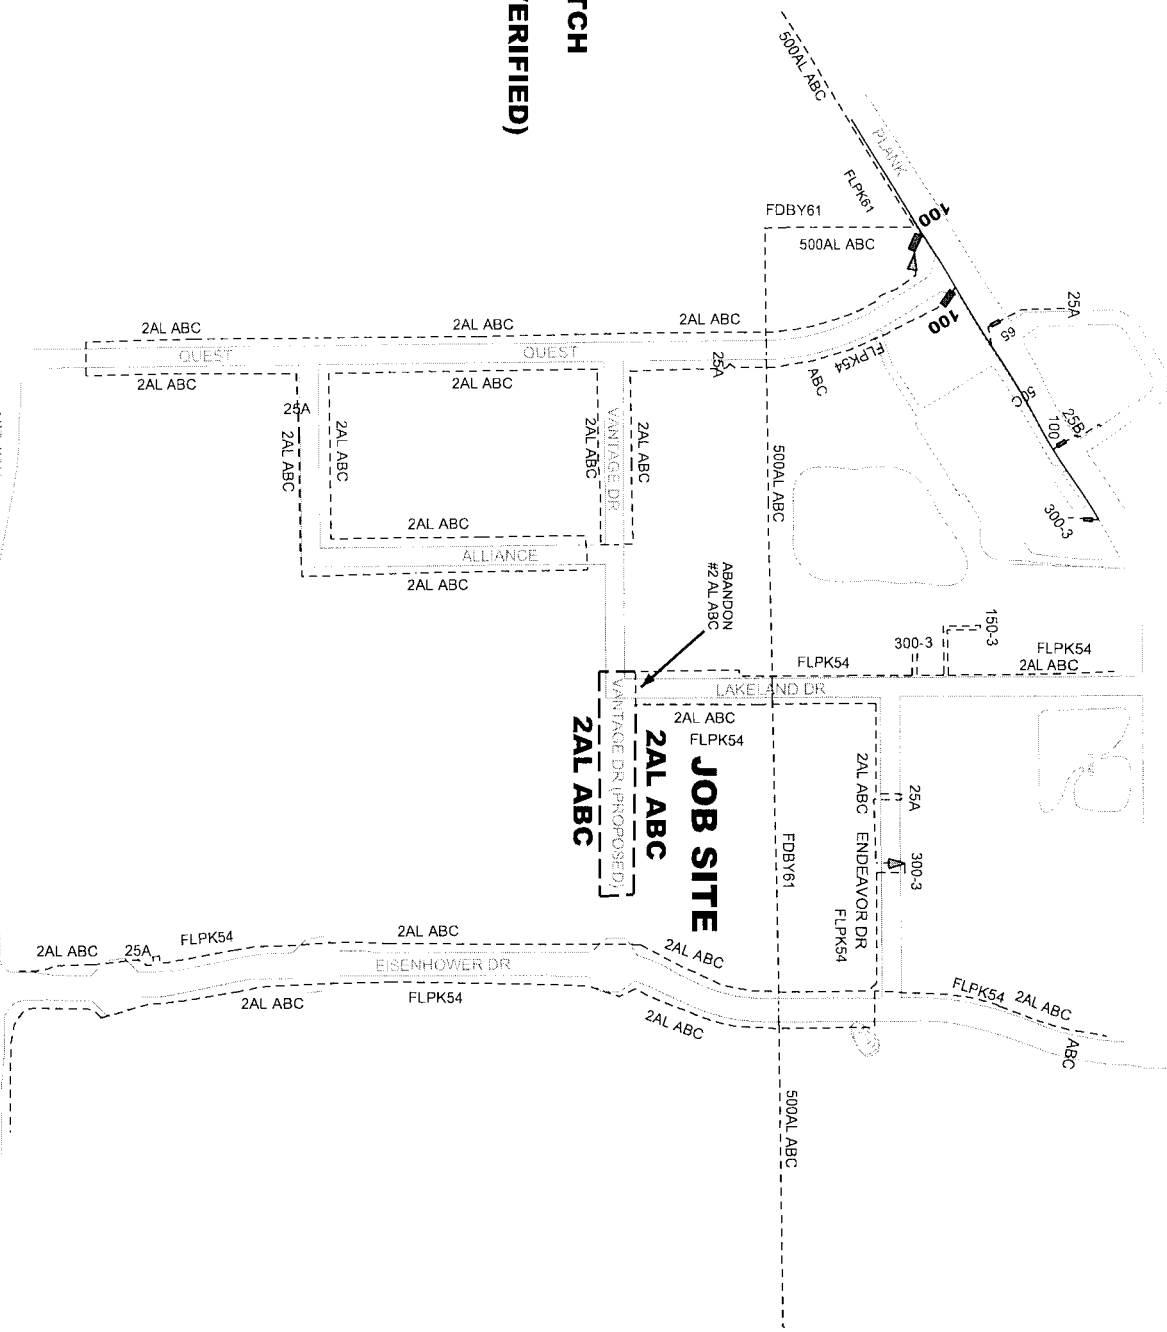 TCH
ERIFIED)
500AL ABC
PLANK
FLPK61
100
FDBY61
500AL ABC
25A
65
100
50 C
25B
100
300-3
2AL ABC
2AL ABC
2AL ABC
QUEST
QUEST
25A
FLPK54
ABC
2AL ABC
2AL ABC
25A
2AL ABC
2AL ABC
2AL ABC
VANTAGE DR
2AL ABC
500AL ABC
2AL ABC
ALLIANCE
2AL ABC
ABANDON
#2 AL ABC
150-3
300-3
FLPK54
FLPK54
2AL ABC
LAKELAND DR
2AL ABC
FLPK54
VANTAGE DR (PROPOSED)
2AL ABC
2AL ABC
JOB SITE
FDBY61
2AL ABC
ENDEAVOR DR
FLPK54
25A
300-3
2AL ABC
25A
FLPK54
2AL ABC
EISENHOWER DR
2AL ABC
FLPK54
2AL ABC
2AL ABC
FLPK54
2AL ABC
ABC
500AL ABC